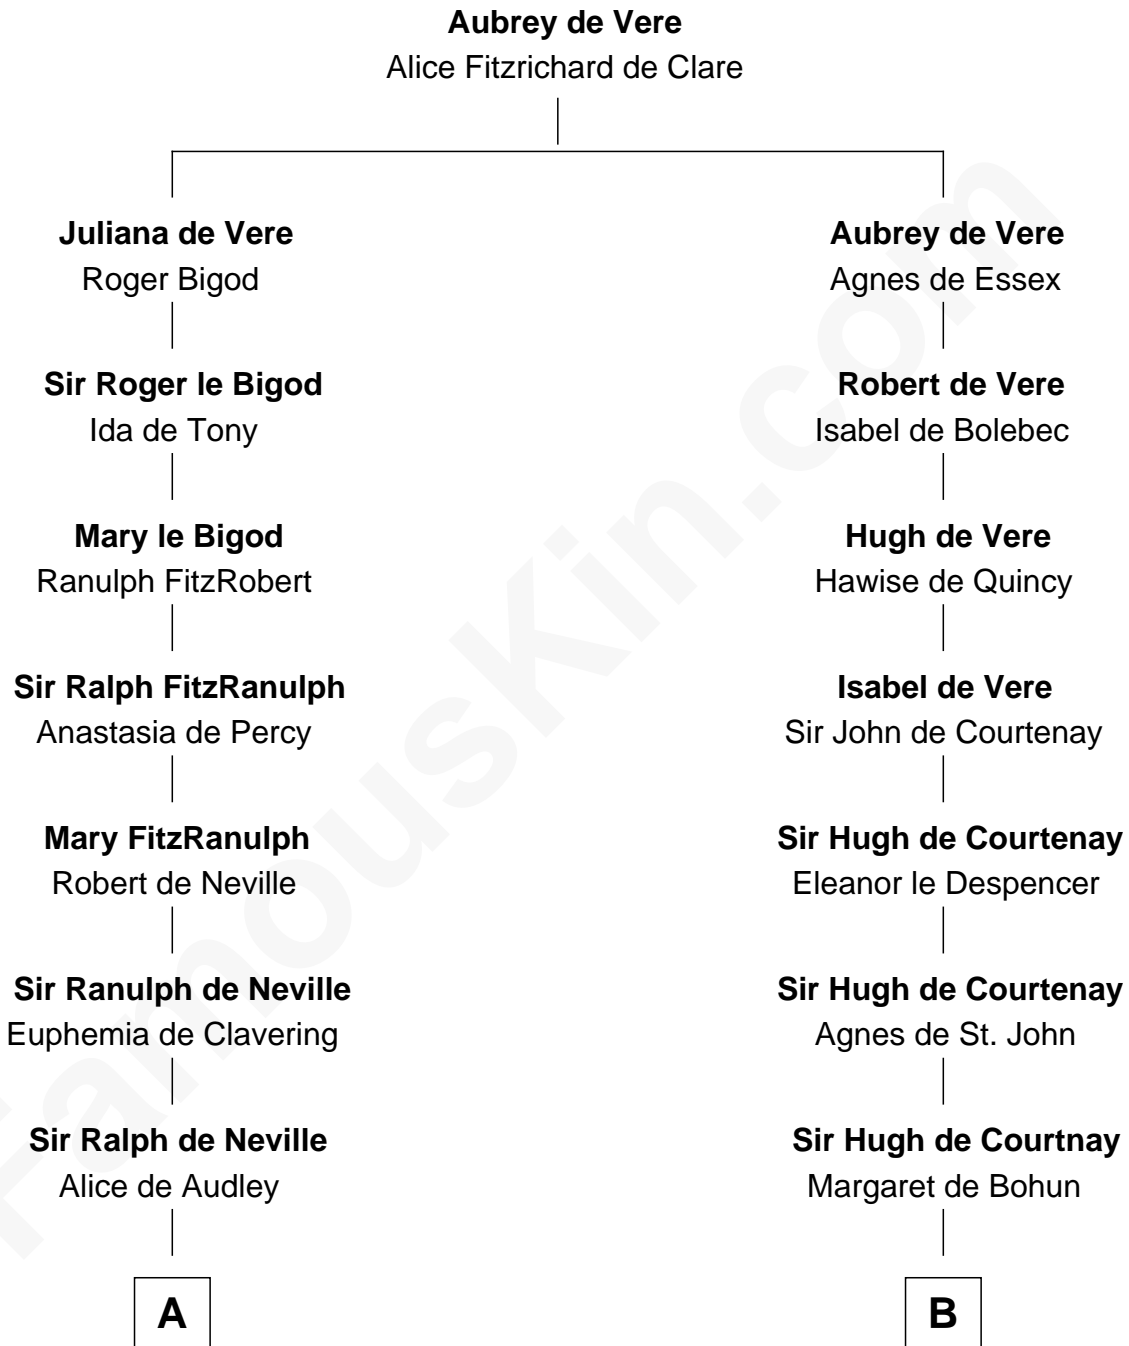 Aubrey de Vere
Alice Fitzrichard de Clare
Juliana de Vere
Roger Bigod
Aubrey de Vere
Agnes de Essex
Sir Roger le Bigod
Ida de Tony
Robert de Vere
Isabel de Bolebec
Mary le Bigod
Ranulph FitzRobert
Hugh de Vere
Hawise de Quincy
Sir Ralph FitzRanulph
Anastasia de Percy
Isabel de Vere
Sir John de Courtenay
Mary FitzRanulph
Robert de Neville
Sir Hugh de Courtenay
Eleanor le Despencer
Sir Ranulph de Neville
Euphemia de Clavering
Sir Hugh de Courtenay
Agnes de St. John
Sir Ralph de Neville
Alice de Audley
Sir Hugh de Courtnay
Margaret de Bohun
A
B
FamousKin.com